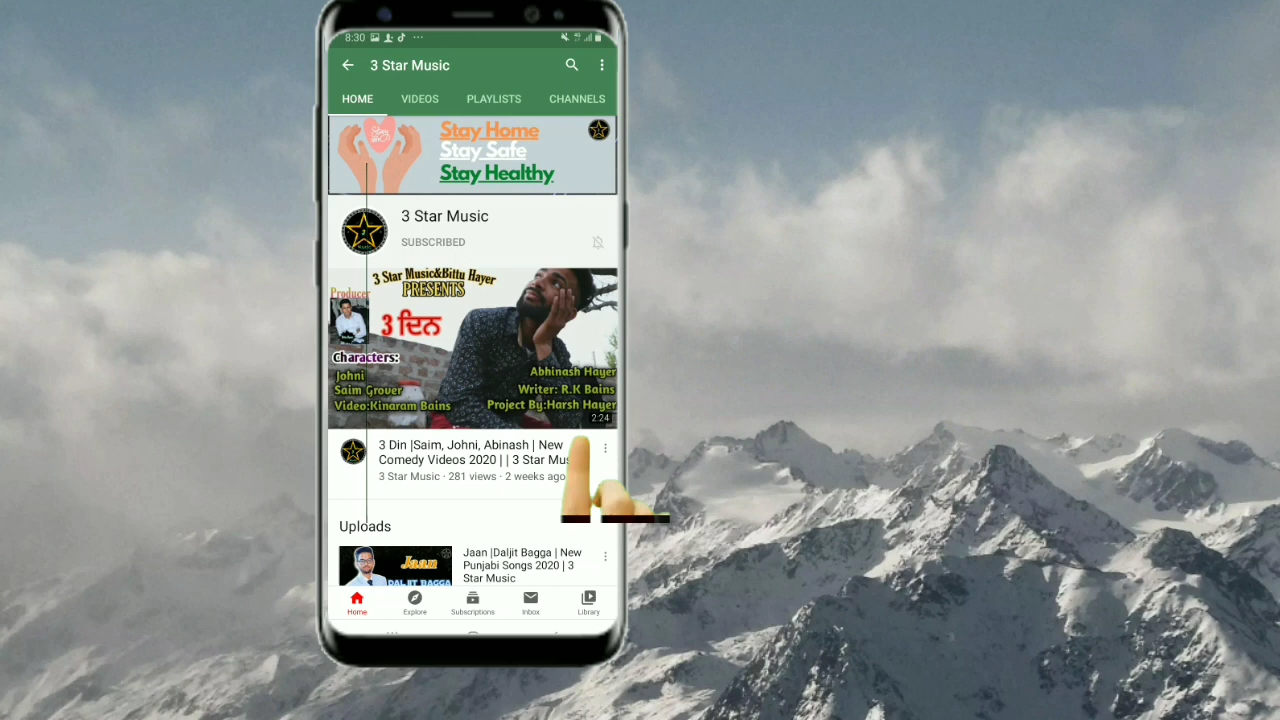 8:30
3 Star Music
HOME VIDEOS PLAYLISTS CHANNELS
Stay Home
Stay Safe
Stay Healthy
3 Star Music
SUBSCRIBED
3 Star Music&Bittu Hayer
PRESENTS
Producer
3 ਦਿਨ
Characters:
Johni
Saim Grover
Video:Kinaram Bains
Abhinash Hayer
Writer: R.K Bains
Project By:Harsh Hayer
2:24
3 Din |Saim, Johni, Abinash | New
Comedy Videos 2020 | | 3 Star
3 Star Music · 281 views · 2 weeks ago
Uploads
Jaan
DALJIT BAGGA
Jaan |Daljit Bagga | New
Punjabi Songs 2020 | 3
Star Music
Home Explore Subscriptions Inbox Library